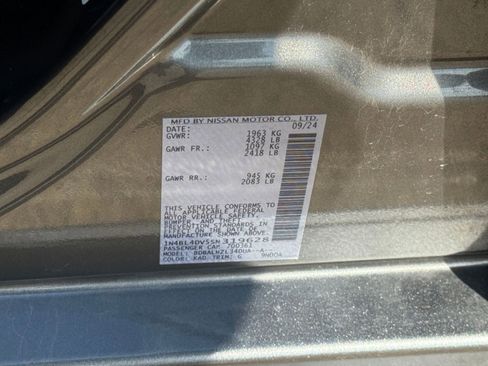 MFD BY NISSAN MOTOR CO., LTD.
DATE: 09/24
GVWR: 1963 KG
4328 LB
GAWR FR.: 1097 KG
2418 LB
GAWR RR.: 945 KG
2083 LB
THIS VEHICLE CONFORMS TO
ALL APPLICABLE FEDERAL
MOTOR VEHICLE SAFETY,
BUMPER, AND THEFT
PREVENTION STANDARDS IN
EFFECT ON THE DATE OF
MANUFACTURE SHOWN ABOVE.
1N4BL4DV5SN319628
PASSENGER CAR
MODEL:
COLOR: KAD TRIM: G